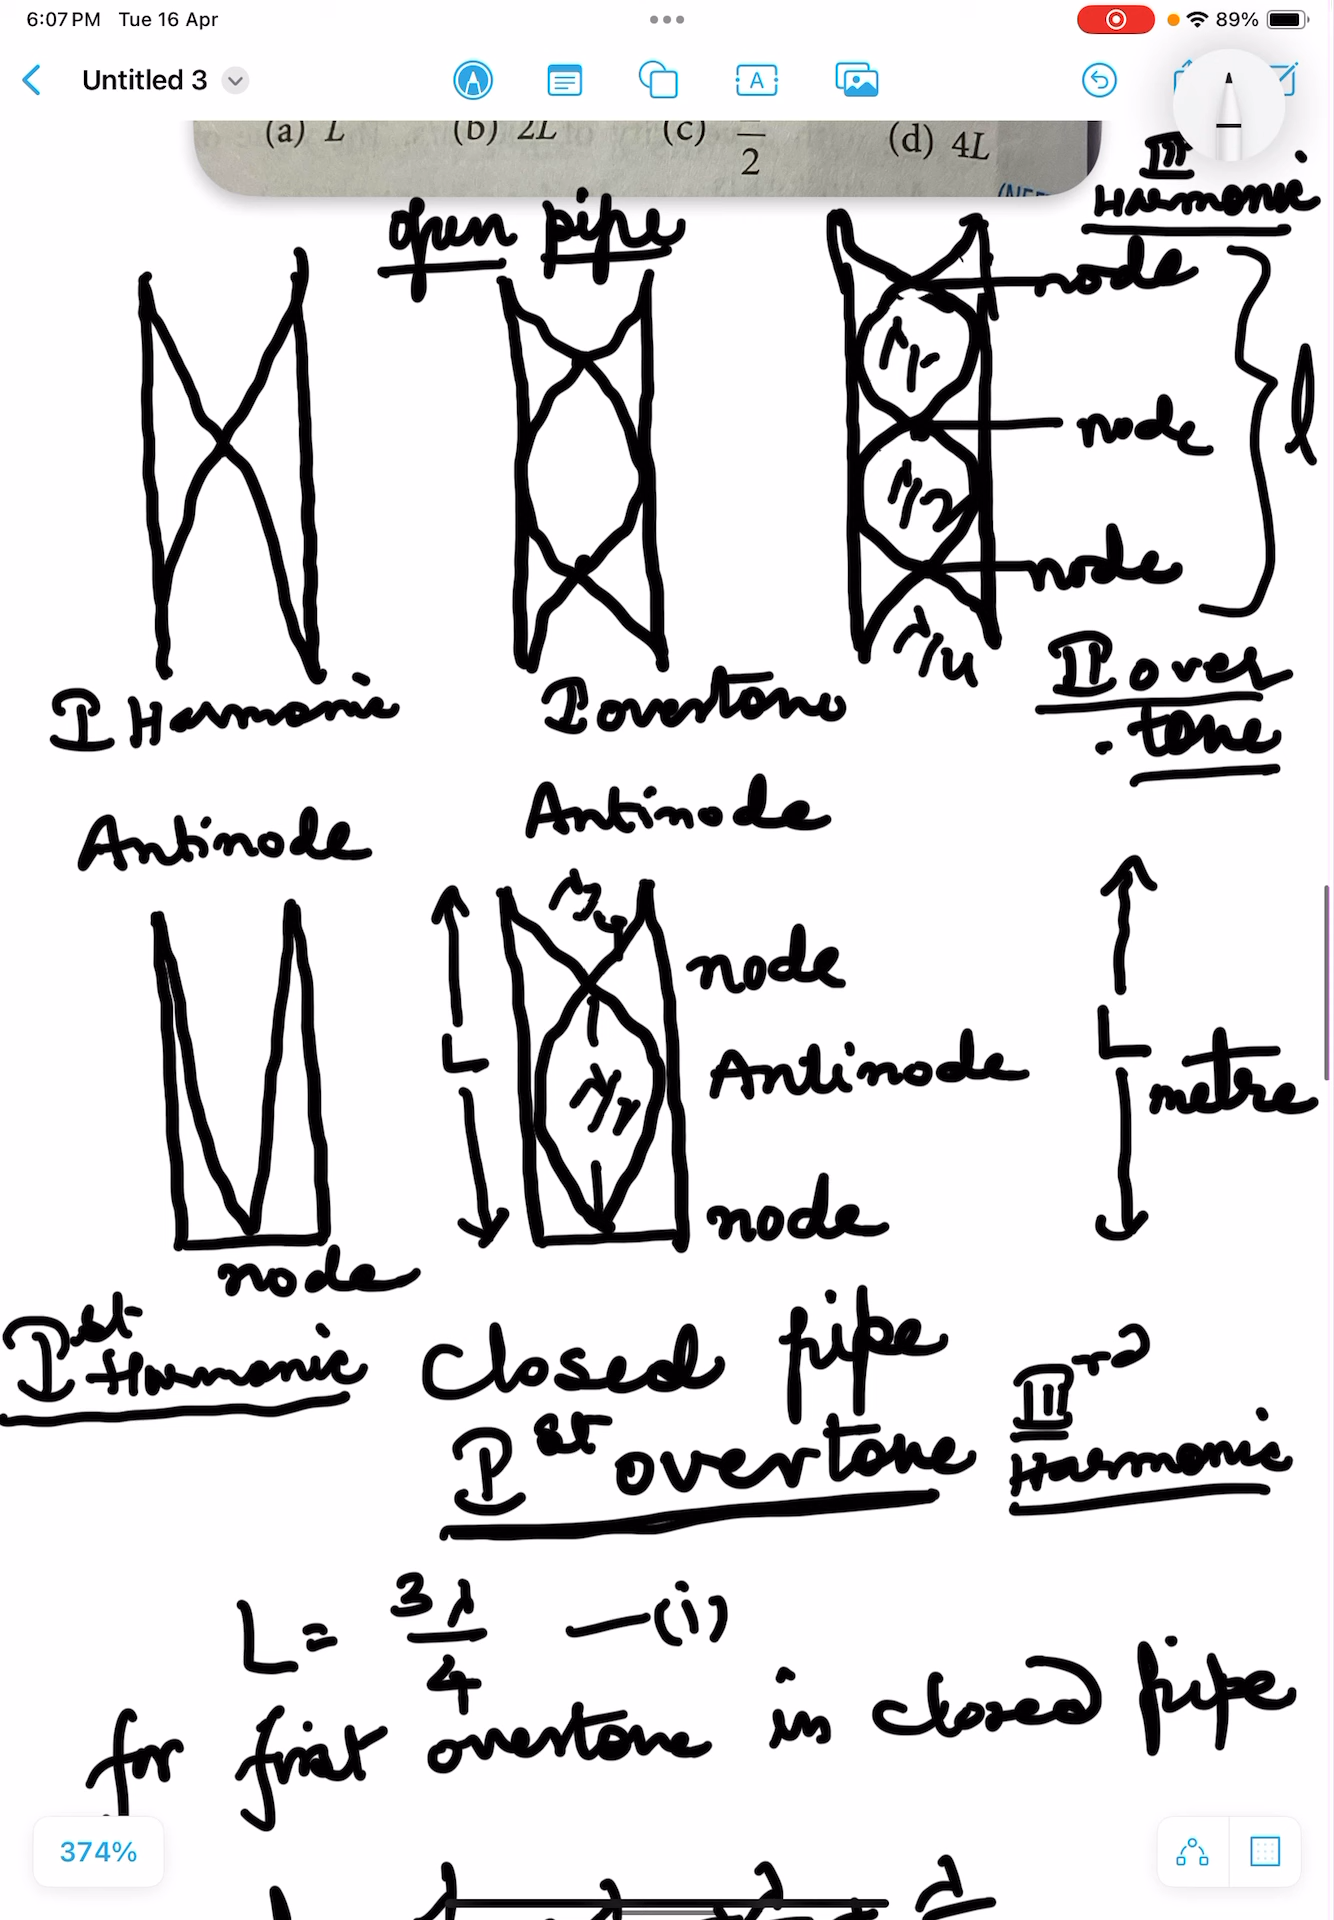 6:07 PM Tue 16 Apr
89%
Untitled 3
A
(a) L (b) 2L (c) 2 (d) 4L
III
Harmonic
open pipe
node
λ/2
l
node
λ/2
node
λ/4
I Harmonic
I overtone
II over
tone
Antinode
Antinode
λ/4
node
L
L
Antinode
metre
λ/2
node
node
Ist
Harmonic
Closed pipe
IIIrd
Harmonic
Ist overtone
L = 3λ/4 —(i)
for first overtone in closed pipe
374%